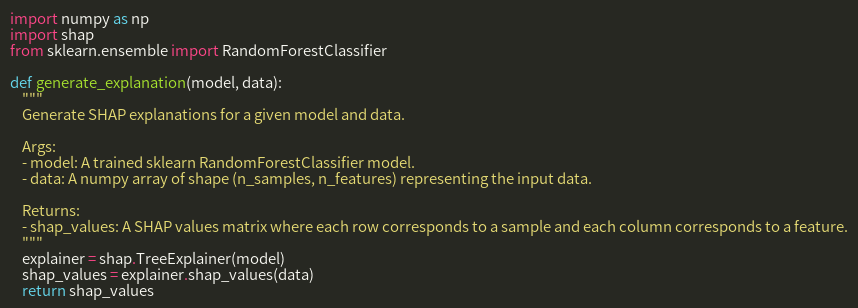 import numpy as np
import shap
from sklearn.ensemble import RandomForestClassifier
def generate_explanation(model, data):
"""
Generate SHAP explanations for a given model and data.
Args:
- model: A trained sklearn RandomForestClassifier model.
- data: A numpy array of shape (n_samples, n_features) representing the input data.
Returns:
- shap_values: A SHAP values matrix where each row corresponds to a sample and each column corresponds to a feature.
"""
explainer = shap.TreeExplainer(model)
shap_values = explainer.shap_values(data)
return shap_values